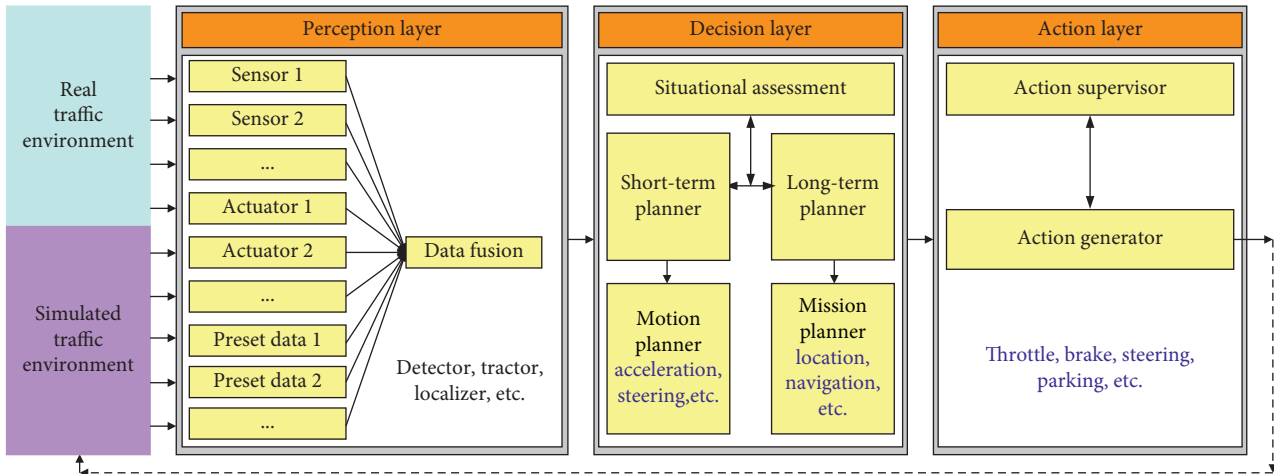 Real
traffic
environment
Simulated
traffic
environment
Perception layer
Sensor 1
Sensor 2
...
Actuator 1
Actuator 2
...
Preset data 1
Preset data 2
...
Data fusion
Detector, tractor,
localizer, etc.
Decision layer
Situational assessment
Short-term
planner
Long-term
planner
Motion
planner
acceleration,
steering,etc.
Mission
planner
location,
navigation,
etc.
Action layer
Action supervisor
Action generator
Throttle, brake, steering,
parking, etc.